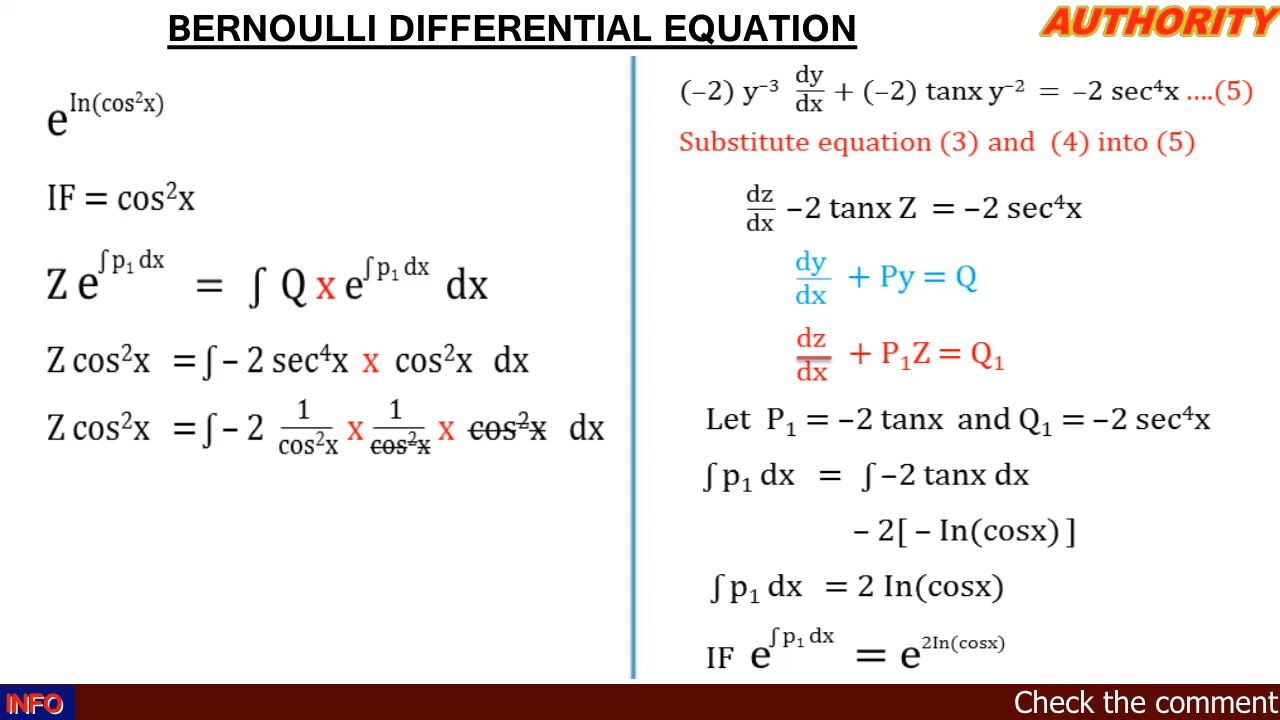 BERNOULLI DIFFERENTIAL EQUATION
AUTHORITY
e^In(cos²x)
IF = cos²x
Z e^∫p₁ dx = ∫ Q x e^∫p₁ dx dx
Z cos²x = ∫ – 2 sec⁴x x cos²x dx
Z cos²x = ∫ – 2 1/cos²x x 1/cos²x x cos²x dx
(–2) y⁻³ dy/dx + (–2) tanx y⁻² = –2 sec⁴x ....(5)
Substitute equation (3) and (4) into (5)
dz/dx –2 tanx Z = –2 sec⁴x
dy/dx + Py = Q
dz/dx + P₁Z = Q₁
Let P₁ = –2 tanx and Q₁ = –2 sec⁴x
∫ p₁ dx = ∫ –2 tanx dx
– 2[ – In(cosx) ]
∫ p₁ dx = 2 In(cosx)
IF e^∫p₁ dx = e^2In(cosx)
INFO
Check the comment